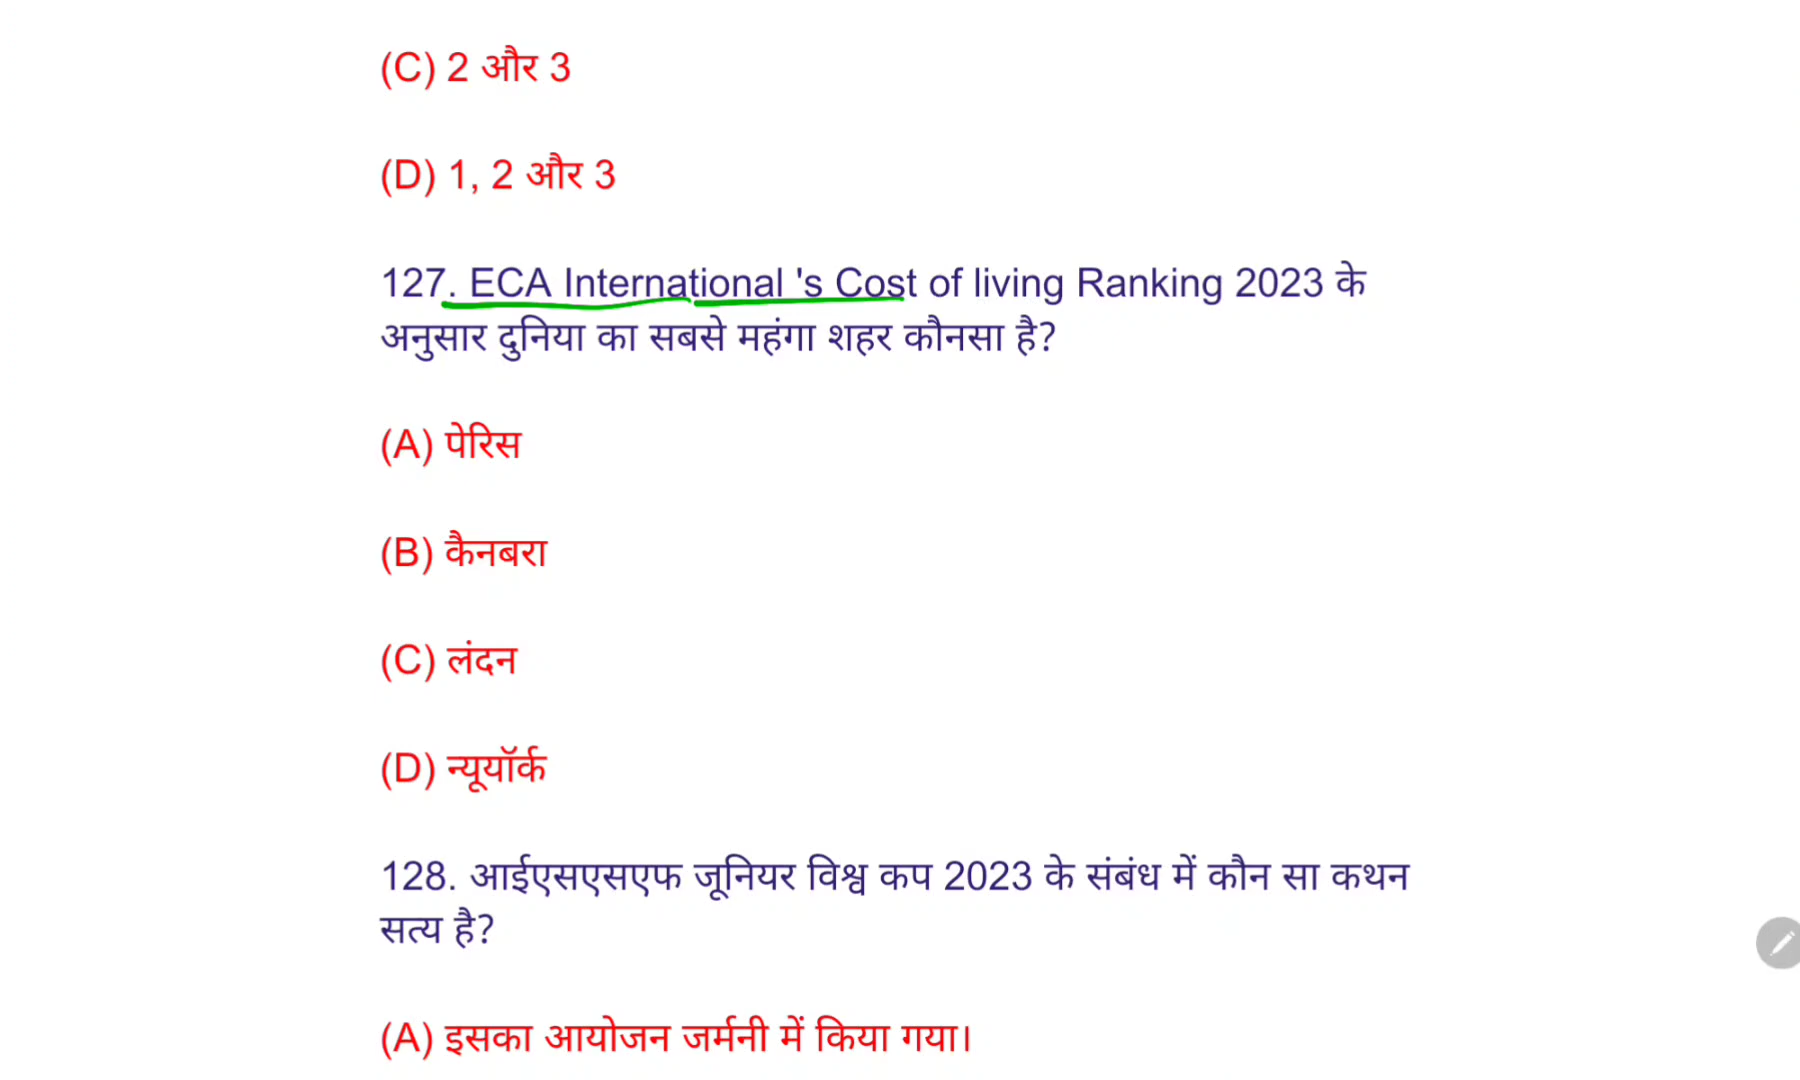 (C) 2 और 3
(D) 1, 2 और 3
127. ECA International 's Cost of living Ranking 2023 के
अनुसार दुनिया का सबसे महंगा शहर कौनसा है?
(A) पेरिस
(B) कैनबरा
(C) लंदन
(D) न्यूयॉर्क
128. आईएसएसएफ जूनियर विश्व कप 2023 के संबंध में कौन सा कथन
सत्य है?
(A) इसका आयोजन जर्मनी में किया गया।